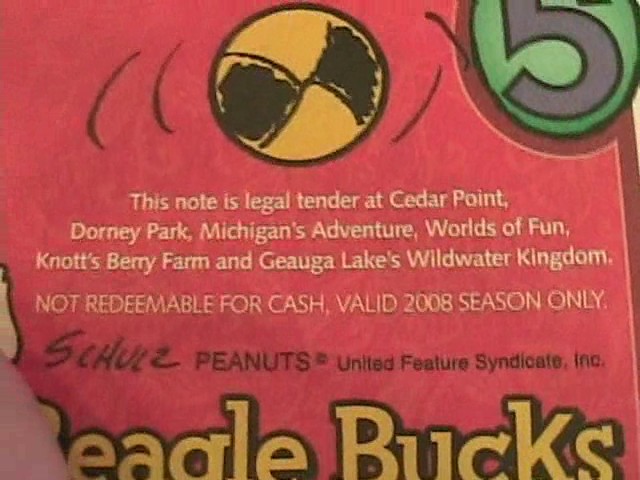 5
This note is legal tender at Cedar Point,
Dorney Park, Michigan's Adventure, Worlds of Fun,
Knott's Berry Farm and Geauga Lake's Wildwater Kingdom.
NOT REDEEMABLE FOR CASH, VALID 2008 SEASON ONLY.
SCHULZ PEANUTS® United Feature Syndicate, Inc.
Beagle Bucks